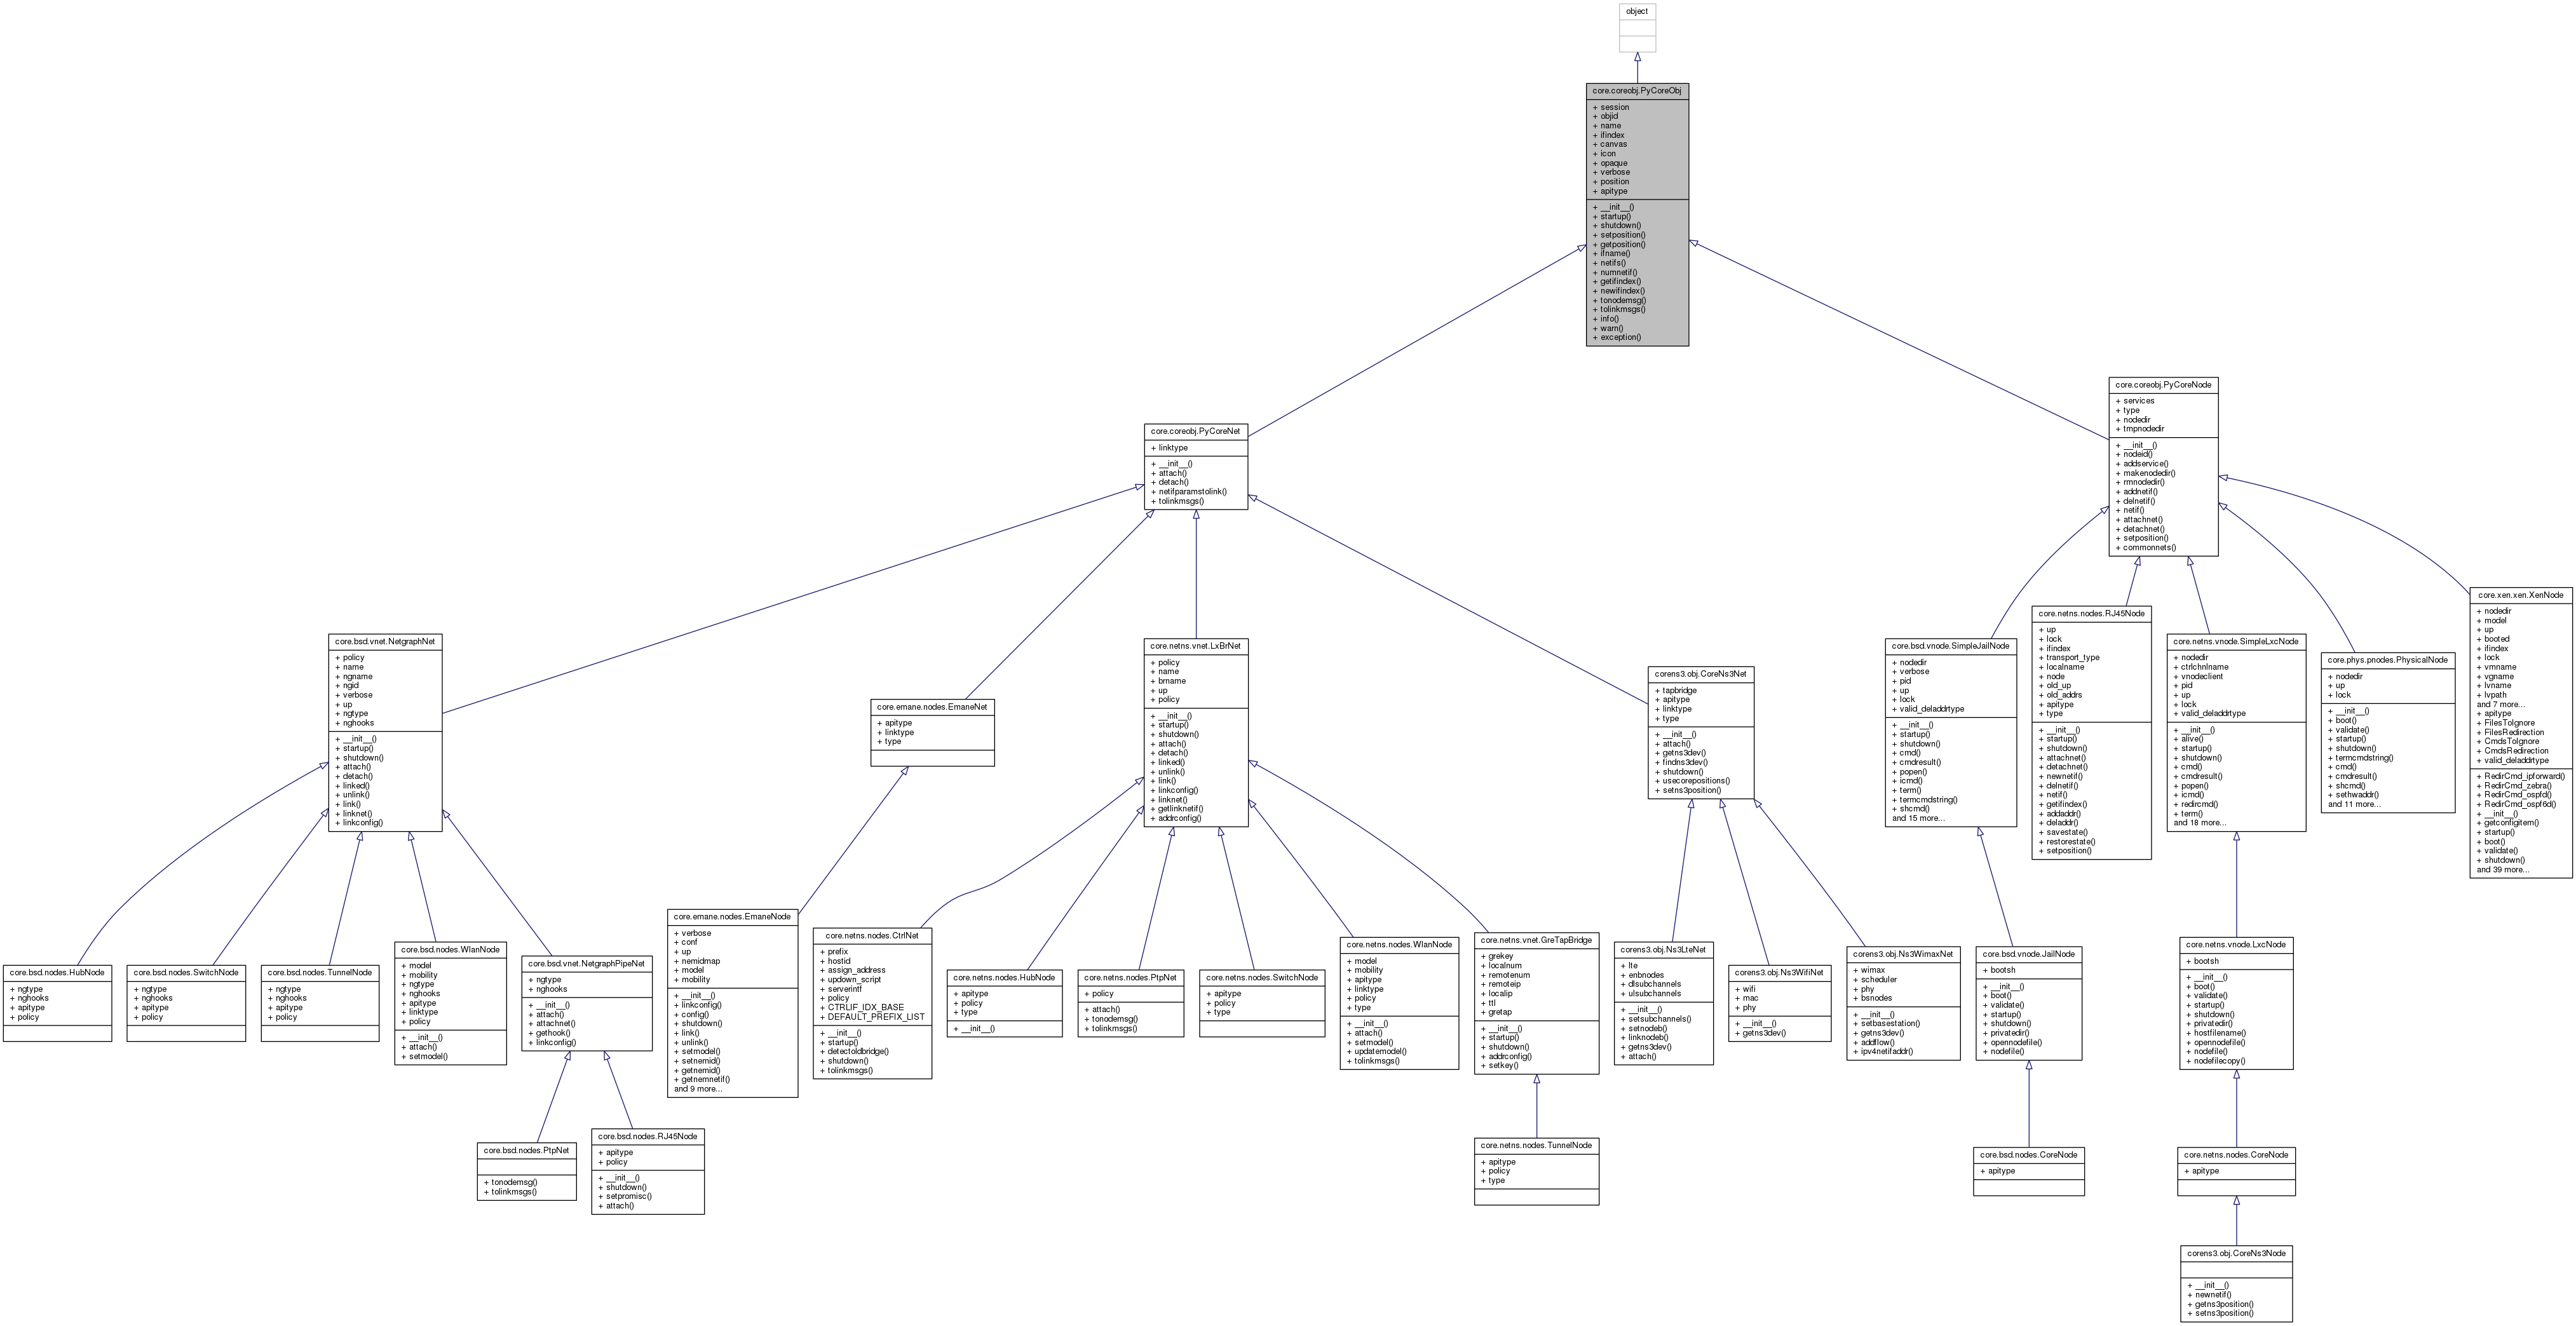 object
core.coreobj.PyCoreObj
+ session
+ objid
+ name
+ ifindex
+ canvas
+ icon
+ opaque
+ verbose
+ position
+ apitype
+ __init__()
+ startup()
+ shutdown()
+ setposition()
+ getposition()
+ ifname()
+ netifs()
+ numnetif()
+ getifindex()
+ newifindex()
+ tonodemsg()
+ tolinkmsgs()
+ info()
+ warn()
+ exception()
core.coreobj.PyCoreNet
+ linktype
+ __init__()
+ attach()
+ detach()
+ netifparamstolink()
+ tolinkmsgs()
core.coreobj.PyCoreNode
+ services
+ type
+ nodedir
+ tmpnodedir
+ __init__()
+ nodeid()
+ addservice()
+ makenodedir()
+ rmnodedir()
+ addnetif()
+ delnetif()
+ netif()
+ attachnet()
+ detachnet()
+ setposition()
+ commonnets()
core.bsd.vnet.NetgraphNet
+ policy
+ name
+ ngname
+ ngid
+ verbose
+ up
+ ngtype
+ nghooks
+ __init__()
+ startup()
+ shutdown()
+ attach()
+ detach()
+ linked()
+ unlink()
+ link()
+ linknet()
+ linkconfig()
core.emane.nodes.EmaneNet
+ apitype
+ linktype
+ type
core.netns.vnet.LxBrNet
+ policy
+ name
+ brname
+ up
+ policy
+ __init__()
+ startup()
+ shutdown()
+ attach()
+ detach()
+ linked()
+ unlink()
+ link()
+ linkconfig()
+ linknet()
+ getlinknetif()
+ addrconfig()
corens3.obj.CoreNs3Net
+ tapbridge
+ apitype
+ linktype
+ type
+ __init__()
+ attach()
+ getns3dev()
+ findns3dev()
+ shutdown()
+ usecorepositions()
+ setns3position()
core.bsd.vnode.SimpleJailNode
+ nodedir
+ verbose
+ pid
+ up
+ lock
+ valid_deladdrtype
+ __init__()
+ startup()
+ shutdown()
+ cmd()
+ cmdresult()
+ popen()
+ icmd()
+ term()
+ termcmdstring()
+ shcmd()
and 15 more...
core.netns.nodes.RJ45Node
+ up
+ lock
+ ifindex
+ transport_type
+ localname
+ node
+ old_up
+ old_addrs
+ apitype
+ type
+ __init__()
+ startup()
+ shutdown()
+ attachnet()
+ detachnet()
+ newnetif()
+ delnetif()
+ netif()
+ getifindex()
+ addaddr()
+ deladdr()
+ savestate()
+ restorestate()
+ setposition()
core.netns.vnode.SimpleLxcNode
+ nodedir
+ ctrlchnlname
+ vnodeclient
+ pid
+ up
+ lock
+ valid_deladdrtype
+ __init__()
+ alive()
+ startup()
+ shutdown()
+ cmd()
+ cmdresult()
+ popen()
+ icmd()
+ redircmd()
+ term()
and 18 more...
core.phys.pnodes.PhysicalNode
+ nodedir
+ up
+ lock
+ __init__()
+ boot()
+ validate()
+ startup()
+ shutdown()
+ termcmdstring()
+ cmd()
+ cmdresult()
+ shcmd()
+ sethwaddr()
and 11 more...
core.xen.xen.XenNode
+ nodedir
+ model
+ up
+ booted
+ ifindex
+ lock
+ vmname
+ vgname
+ lvname
+ lvpath
and 7 more...
+ apitype
+ FilesToIgnore
+ FilesRedirection
+ CmdsToIgnore
+ CmdsRedirection
+ valid_deladdrtype
+ RedirCmd_ipforward()
+ RedirCmd_zebra()
+ RedirCmd_ospfd()
+ RedirCmd_ospf6d()
+ __init__()
+ getconfigitem()
+ startup()
+ boot()
+ validate()
+ shutdown()
and 39 more...
core.bsd.nodes.HubNode
+ ngtype
+ nghooks
+ apitype
+ policy
core.bsd.nodes.SwitchNode
+ ngtype
+ nghooks
+ apitype
+ policy
core.bsd.nodes.TunnelNode
+ ngtype
+ nghooks
+ apitype
+ policy
core.bsd.nodes.WlanNode
+ model
+ mobility
+ ngtype
+ nghooks
+ apitype
+ linktype
+ policy
+ __init__()
+ attach()
+ setmodel()
core.bsd.vnet.NetgraphPipeNet
+ ngtype
+ nghooks
+ __init__()
+ attach()
+ attachnet()
+ gethook()
+ linkconfig()
core.emane.nodes.EmaneNode
+ verbose
+ conf
+ up
+ nemidmap
+ model
+ mobility
+ __init__()
+ linkconfig()
+ config()
+ shutdown()
+ link()
+ unlink()
+ setmodel()
+ setnemid()
+ getnemid()
+ getnemnetif()
and 9 more...
core.netns.nodes.CtrlNet
+ prefix
+ hostid
+ assign_address
+ updown_script
+ serverintf
+ policy
+ CTRLIF_IDX_BASE
+ DEFAULT_PREFIX_LIST
+ __init__()
+ startup()
+ detectoldbridge()
+ shutdown()
+ tolinkmsgs()
core.netns.nodes.HubNode
+ apitype
+ policy
+ type
+ __init__()
core.netns.nodes.PtpNet
+ policy
+ attach()
+ tonodemsg()
+ tolinkmsgs()
core.netns.nodes.SwitchNode
+ apitype
+ policy
+ type
core.netns.nodes.WlanNode
+ model
+ mobility
+ apitype
+ linktype
+ policy
+ type
+ __init__()
+ attach()
+ setmodel()
+ updatemodel()
+ tolinkmsgs()
core.netns.vnet.GreTapBridge
+ grekey
+ localnum
+ remotenum
+ remoteip
+ localip
+ ttl
+ gretap
+ __init__()
+ startup()
+ shutdown()
+ addrconfig()
+ setkey()
corens3.obj.Ns3LteNet
+ lte
+ enbnodes
+ dlsubchannels
+ ulsubchannels
+ __init__()
+ setsubchannels()
+ setnodeb()
+ linknodeb()
+ getns3dev()
+ attach()
corens3.obj.Ns3WifiNet
+ wifi
+ mac
+ phy
+ __init__()
+ getns3dev()
corens3.obj.Ns3WimaxNet
+ wimax
+ scheduler
+ phy
+ bsnodes
+ __init__()
+ setbasestation()
+ getns3dev()
+ addflow()
+ ipv4netifaddr()
core.bsd.vnode.JailNode
+ bootsh
+ __init__()
+ boot()
+ validate()
+ startup()
+ shutdown()
+ privatedir()
+ opennodefile()
+ nodefile()
core.netns.vnode.LxcNode
+ bootsh
+ __init__()
+ boot()
+ validate()
+ startup()
+ shutdown()
+ privatedir()
+ hostfilename()
+ opennodefile()
+ nodefile()
+ nodefilecopy()
core.bsd.nodes.PtpNet
+ tonodemsg()
+ tolinkmsgs()
core.bsd.nodes.RJ45Node
+ apitype
+ policy
+ __init__()
+ shutdown()
+ setpromisc()
+ attach()
core.netns.nodes.TunnelNode
+ apitype
+ policy
+ type
core.bsd.nodes.CoreNode
+ apitype
core.netns.nodes.CoreNode
+ apitype
corens3.obj.CoreNs3Node
+ __init__()
+ newnetif()
+ getns3position()
+ setns3position()